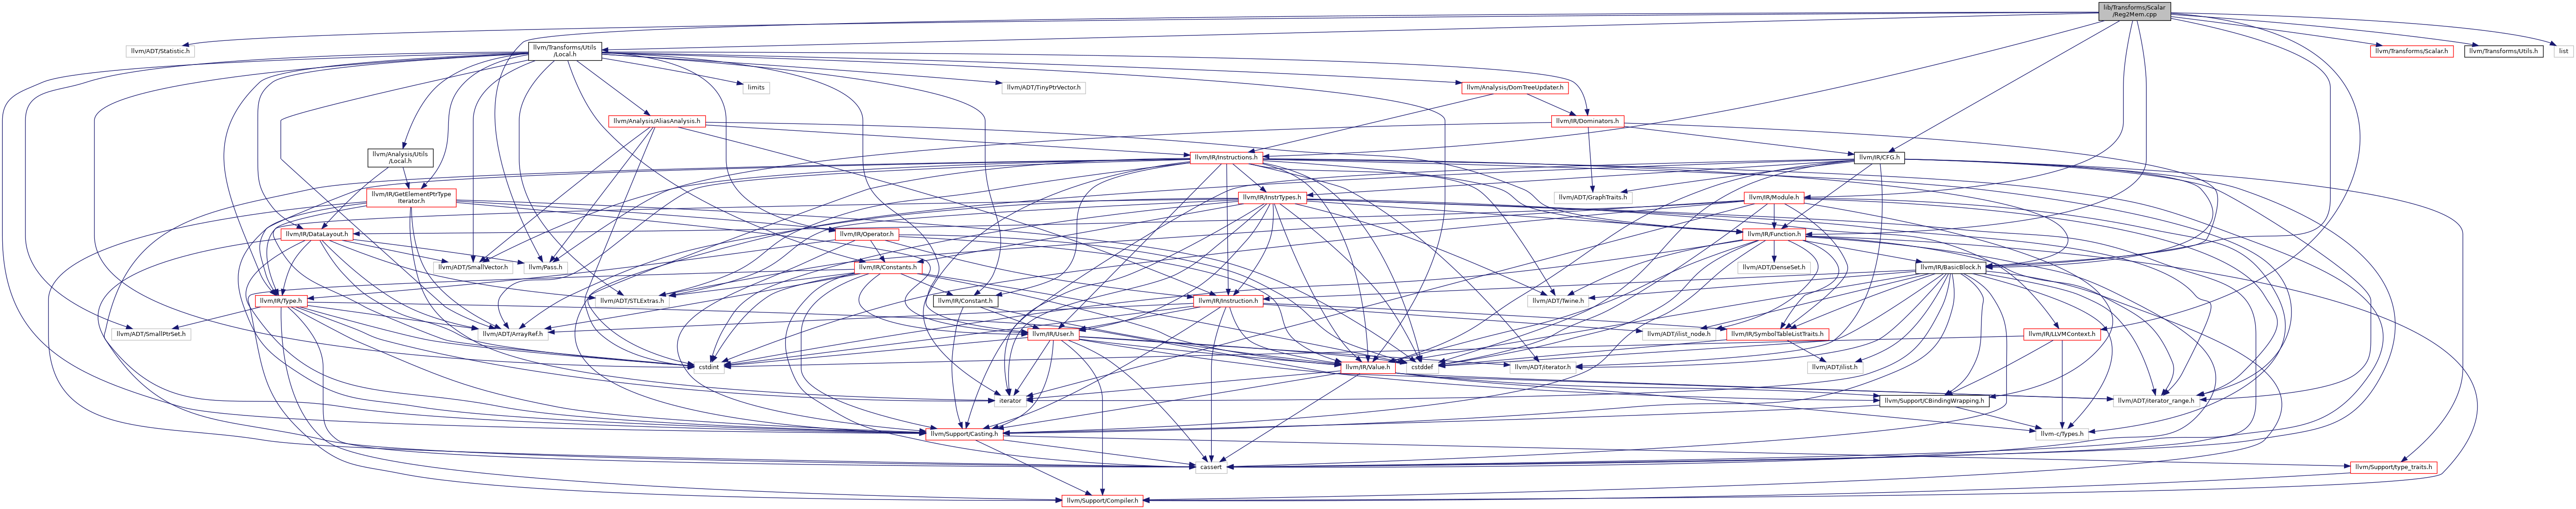 lib/Transforms/Scalar
/Reg2Mem.cpp
llvm/ADT/Statistic.h
llvm/Transforms/Utils
/Local.h
llvm/Transforms/Scalar.h
llvm/Transforms/Utils.h
list
limits
llvm/ADT/TinyPtrVector.h
llvm/Analysis/DomTreeUpdater.h
llvm/Analysis/AliasAnalysis.h
llvm/IR/Dominators.h
llvm/Analysis/Utils
/Local.h
llvm/IR/Instructions.h
llvm/IR/CFG.h
llvm/IR/GetElementPtrType
Iterator.h
llvm/IR/InstrTypes.h
llvm/ADT/GraphTraits.h
llvm/IR/Module.h
llvm/IR/DataLayout.h
llvm/IR/Operator.h
llvm/IR/Function.h
llvm/ADT/SmallVector.h
llvm/Pass.h
llvm/IR/Constants.h
llvm/ADT/DenseSet.h
llvm/IR/BasicBlock.h
llvm/IR/Type.h
llvm/ADT/STLExtras.h
llvm/IR/Constant.h
llvm/IR/Instruction.h
llvm/ADT/Twine.h
llvm/ADT/SmallPtrSet.h
llvm/ADT/ArrayRef.h
llvm/IR/User.h
llvm/ADT/ilist_node.h
llvm/IR/SymbolTableListTraits.h
llvm/IR/LLVMContext.h
cstdint
llvm/IR/Value.h
cstddef
llvm/ADT/iterator.h
llvm/ADT/ilist.h
iterator
llvm/Support/CBindingWrapping.h
llvm/ADT/iterator_range.h
llvm/Support/Casting.h
llvm-c/Types.h
cassert
llvm/Support/type_traits.h
llvm/Support/Compiler.h